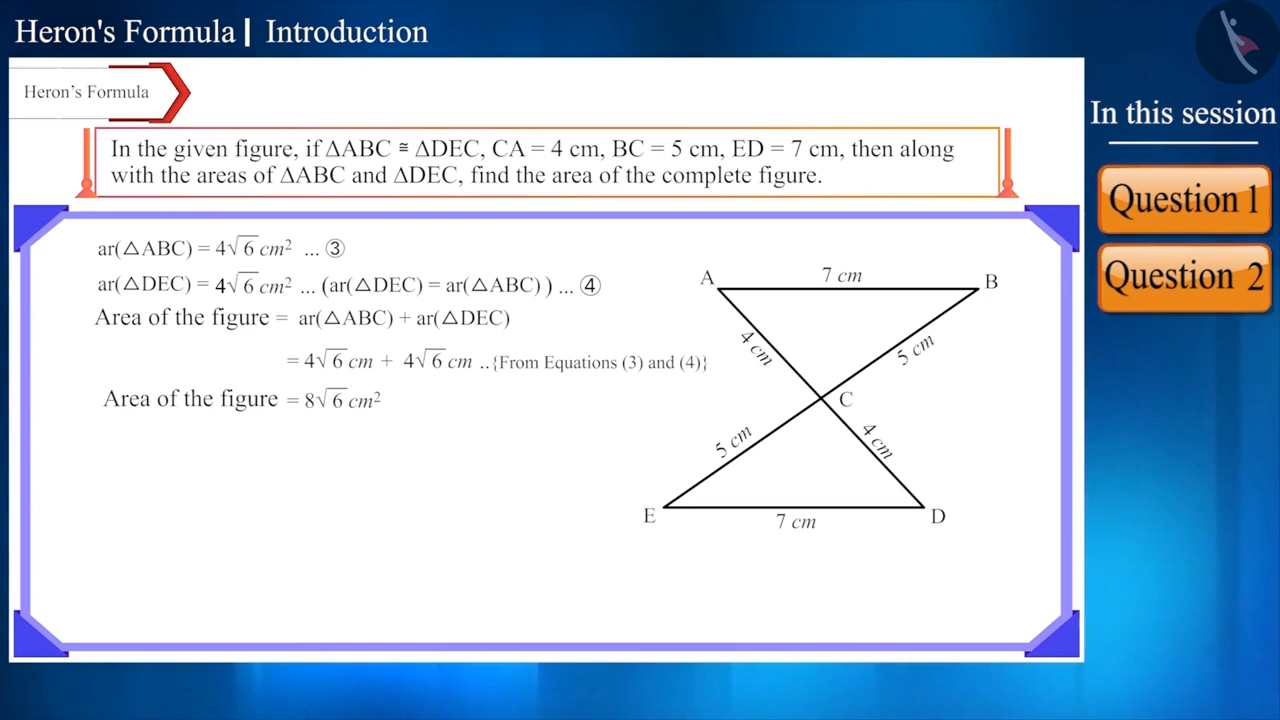 Heron's Formula | Introduction
Heron's Formula
In this session
In the given figure, if △ABC ≅ △DEC, CA = 4 cm, BC = 5 cm, ED = 7 cm, then along
with the areas of △ABC and △DEC, find the area of the complete figure.
Question 1
Question 2
ar(△ABC) = 4√6 cm² ... ③
ar(△DEC) = 4√6 cm² ... (ar(△DEC) = ar(△ABC) ) ... ④
Area of the figure = ar(△ABC) + ar(△DEC)
= 4√6 cm + 4√6 cm ..{From Equations (3) and (4)}
Area of the figure = 8√6 cm²
A
7 cm
B
4 cm
5 cm
C
5 cm
4 cm
E
7 cm
D